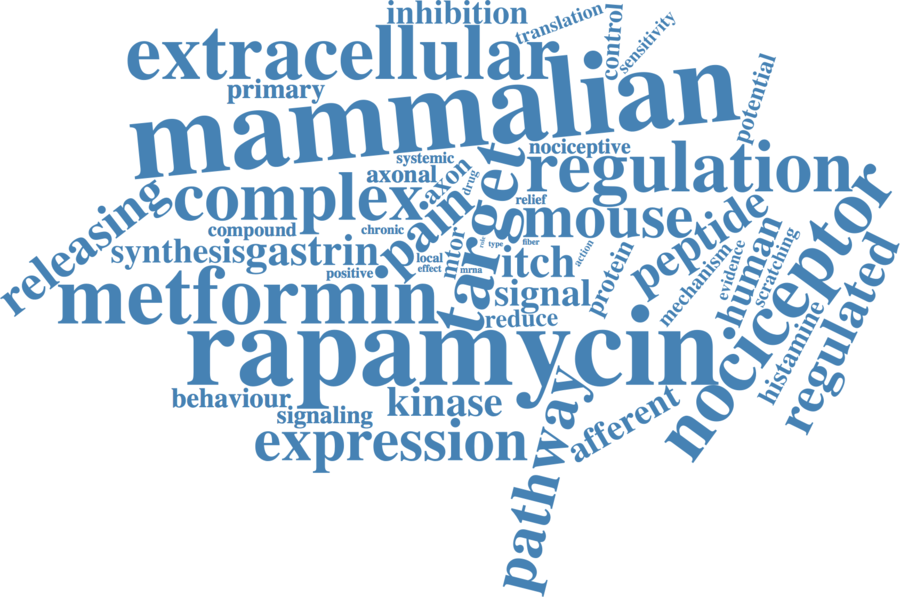 inhibition
translation
control
sensitivity
extracellular
primary
mammalian
potential
nociceptive
systemic
axonal
axon
drug
target
regulation
releasing
complex
pain
relief
mouse
peptide
nociceptor
compound
chronic
synthesis
gastrin
mtor
local
effect
mrna
role
type
fiber
itch
action
protein
mechanism
evidence
human
scratching
regulated
positive
metformin
signal
reduce
histamine
rapamycin
behaviour
signaling
kinase
expression
pathway
afferent